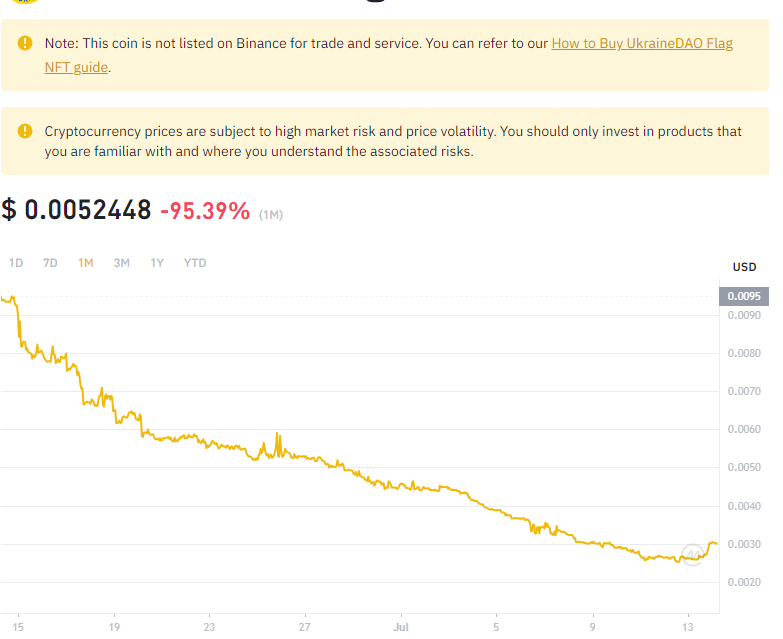 Note: This coin is not listed on Binance for trade and service. You can refer to our How to Buy UkraineDAO Flag
NFT guide.
Cryptocurrency prices are subject to high market risk and price volatility. You should only invest in products that
you are familiar with and where you understand the associated risks.
$ 0.0052448 -95.39% (1M)
1D 7D 1M 3M 1Y YTD
USD
0.0095
0.0090
0.0080
0.0070
0.0060
0.0050
0.0040
0.0030
0.0020
15 19 23 27 Jul 5 9 13